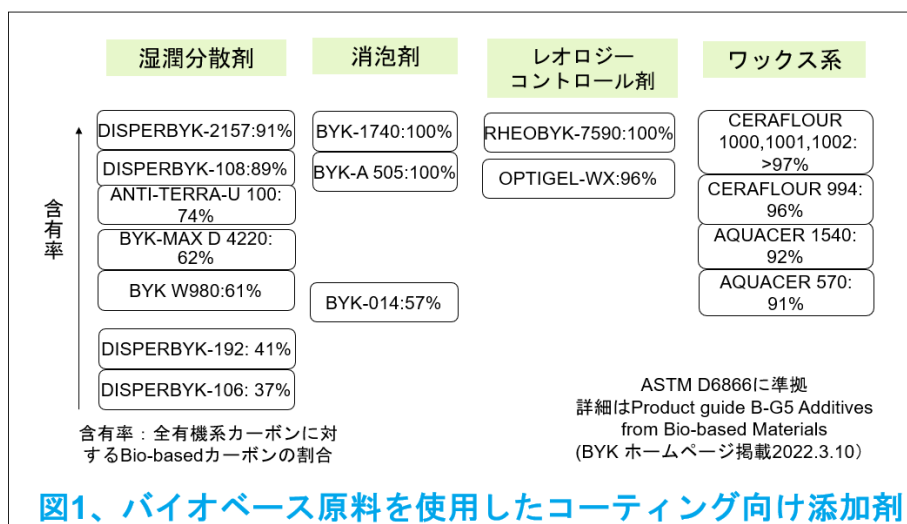 湿潤分散剤
消泡剤
レオロジー
コントロール剤
ワックス系
含有率
DISPERBYK-2157:91%
DISPERBYK-108:89%
ANTI-TERRA-U 100:
74%
BYK-MAX D 4220:
62%
BYK W980:61%
DISPERBYK-192: 41%
DISPERBYK-106: 37%
BYK-1740:100%
BYK-A 505:100%
BYK-014:57%
RHEOBYK-7590:100%
OPTIGEL-WX:96%
CERAFLOUR
1000,1001,1002:
>97%
CERAFLOUR 994:
96%
AQUACER 1540:
92%
AQUACER 570:
91%
含有率：全有機系カーボンに対
するBio-basedカーボンの割合
ASTM D6866に準拠
詳細はProduct guide B-G5 Additives
from Bio-based Materials
(BYK ホームページ掲載2022.3.10）
図1、バイオベース原料を使用したコーティング向け添加剤